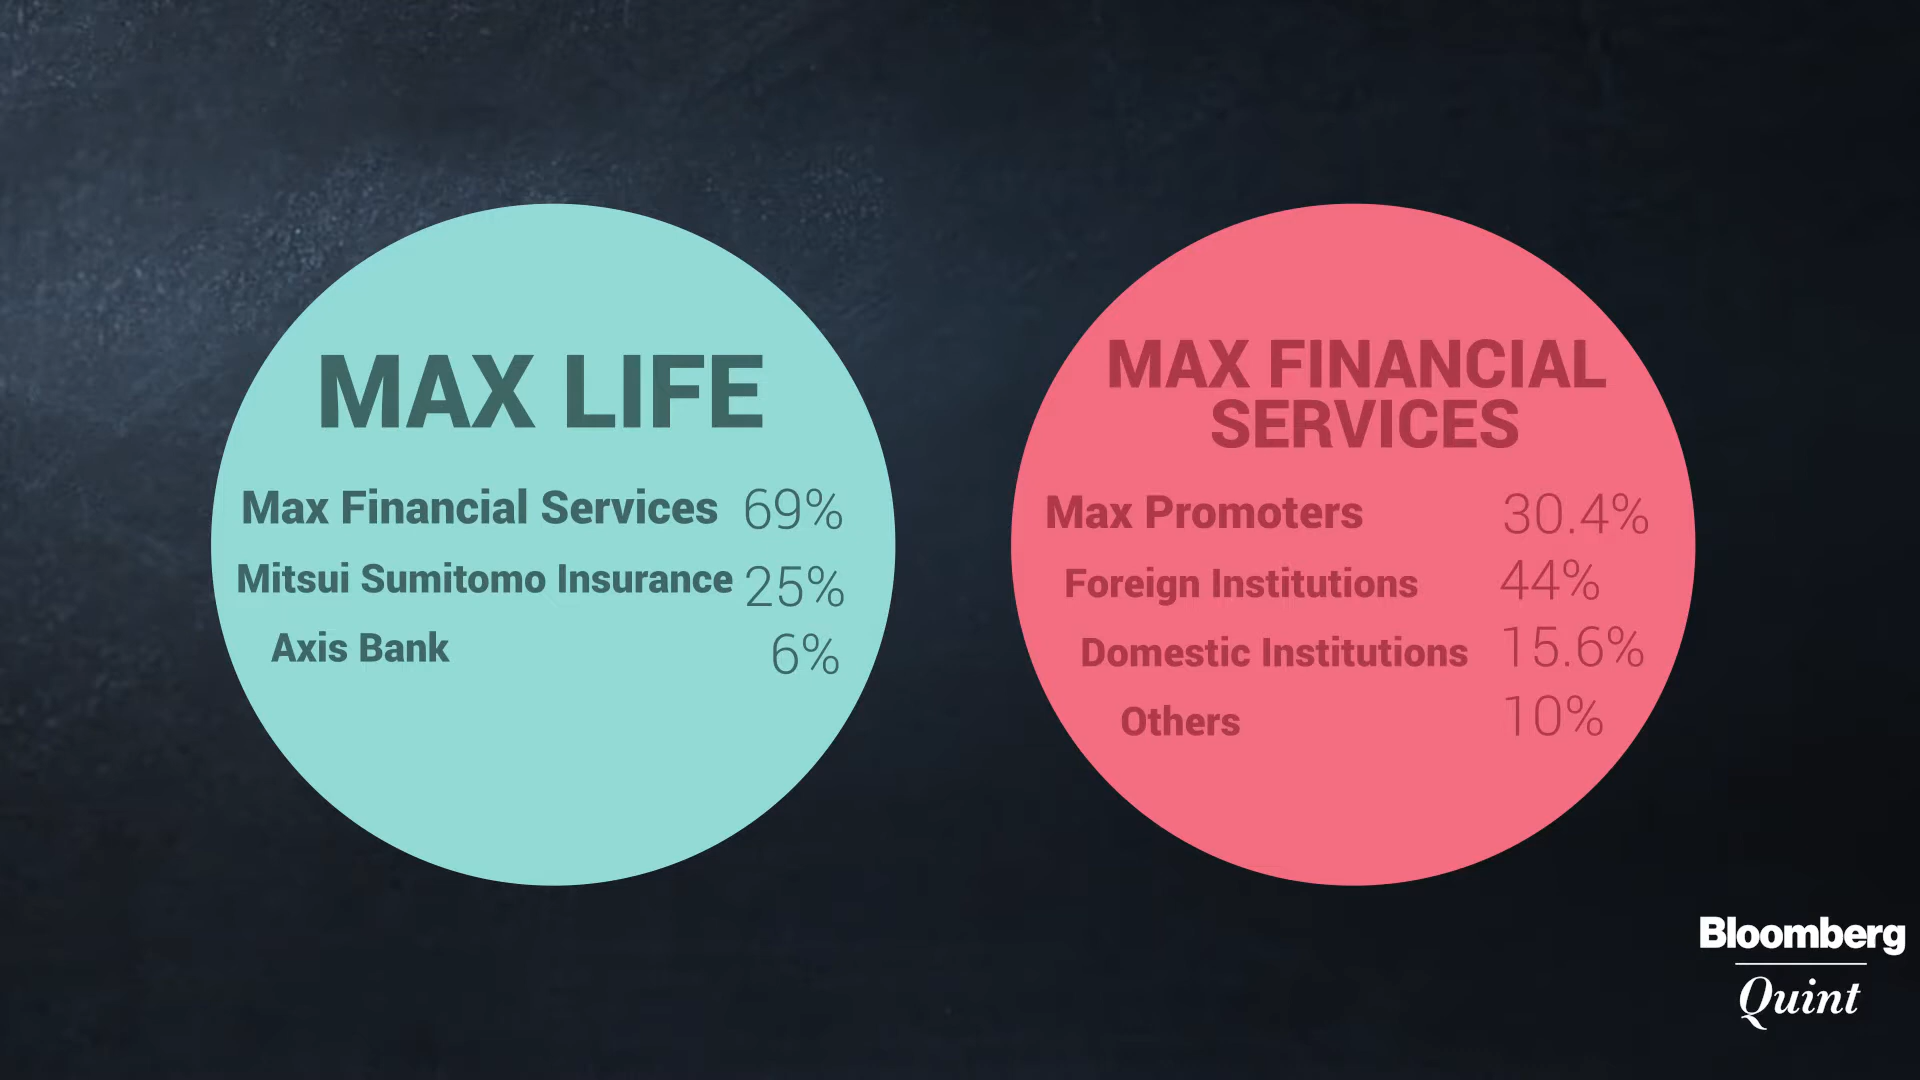 MAX LIFE
Max Financial Services 69%
Mitsui Sumitomo Insurance 25%
Axis Bank 6%
MAX FINANCIAL
SERVICES
Max Promoters 30.4%
Foreign Institutions 44%
Domestic Institutions 15.6%
Others 10%
Bloomberg
Quint